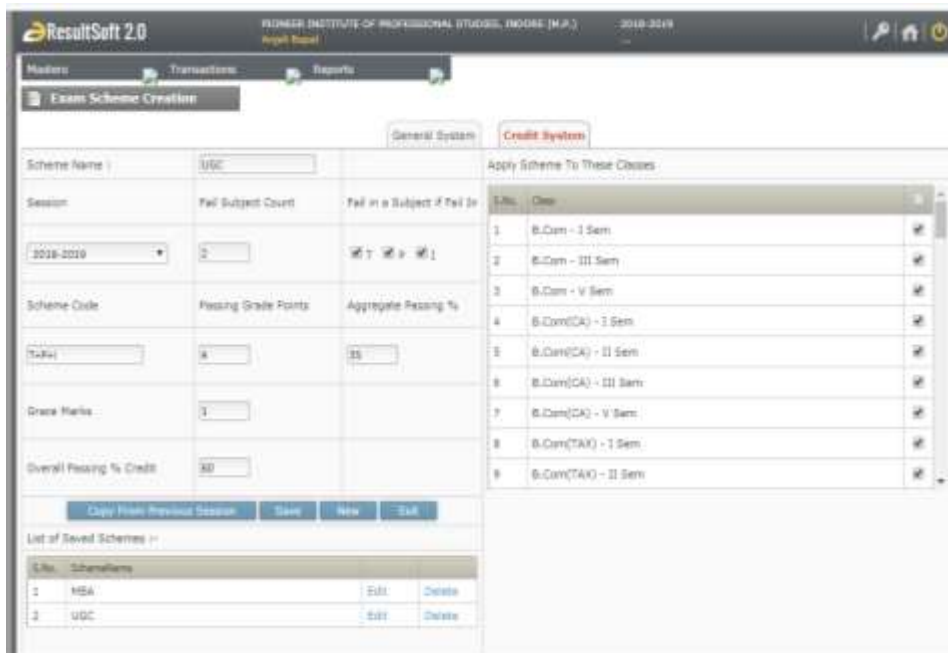 ResultSoft 2.0
PIONEER INSTITUTE OF PROFESSIONAL STUDIES, INDORE (M.P.)
2018-2019
Masters
Transactions
Reports
Exam Scheme Creation
General System
Credit System
Scheme Name :
UGC
Session
Fail Subject Count
Fail in a Subject if Fail In
2018-2019
2
T P I
Scheme Code
Passing Grade Points
Aggregate Passing %
T+P+I
4
35
Grace Marks
Overall Passing % Credit
Copy From Previous Session
Save
New
Exit
List of Saved Schemes :-
S.No. SchemeName
1 MBA Edit Delete
2 UGC Edit Delete
Apply Scheme To These Classes
S.No. Class
1 B.Com - I Sem
2 B.Com - III Sem
3 B.Com - V Sem
4 B.Com(CA) - I Sem
5 B.Com(CA) - II Sem
6 B.Com(CA) - III Sem
7 B.Com(CA) - V Sem
8 B.Com(TAX) - I Sem
9 B.Com(TAX) - II Sem